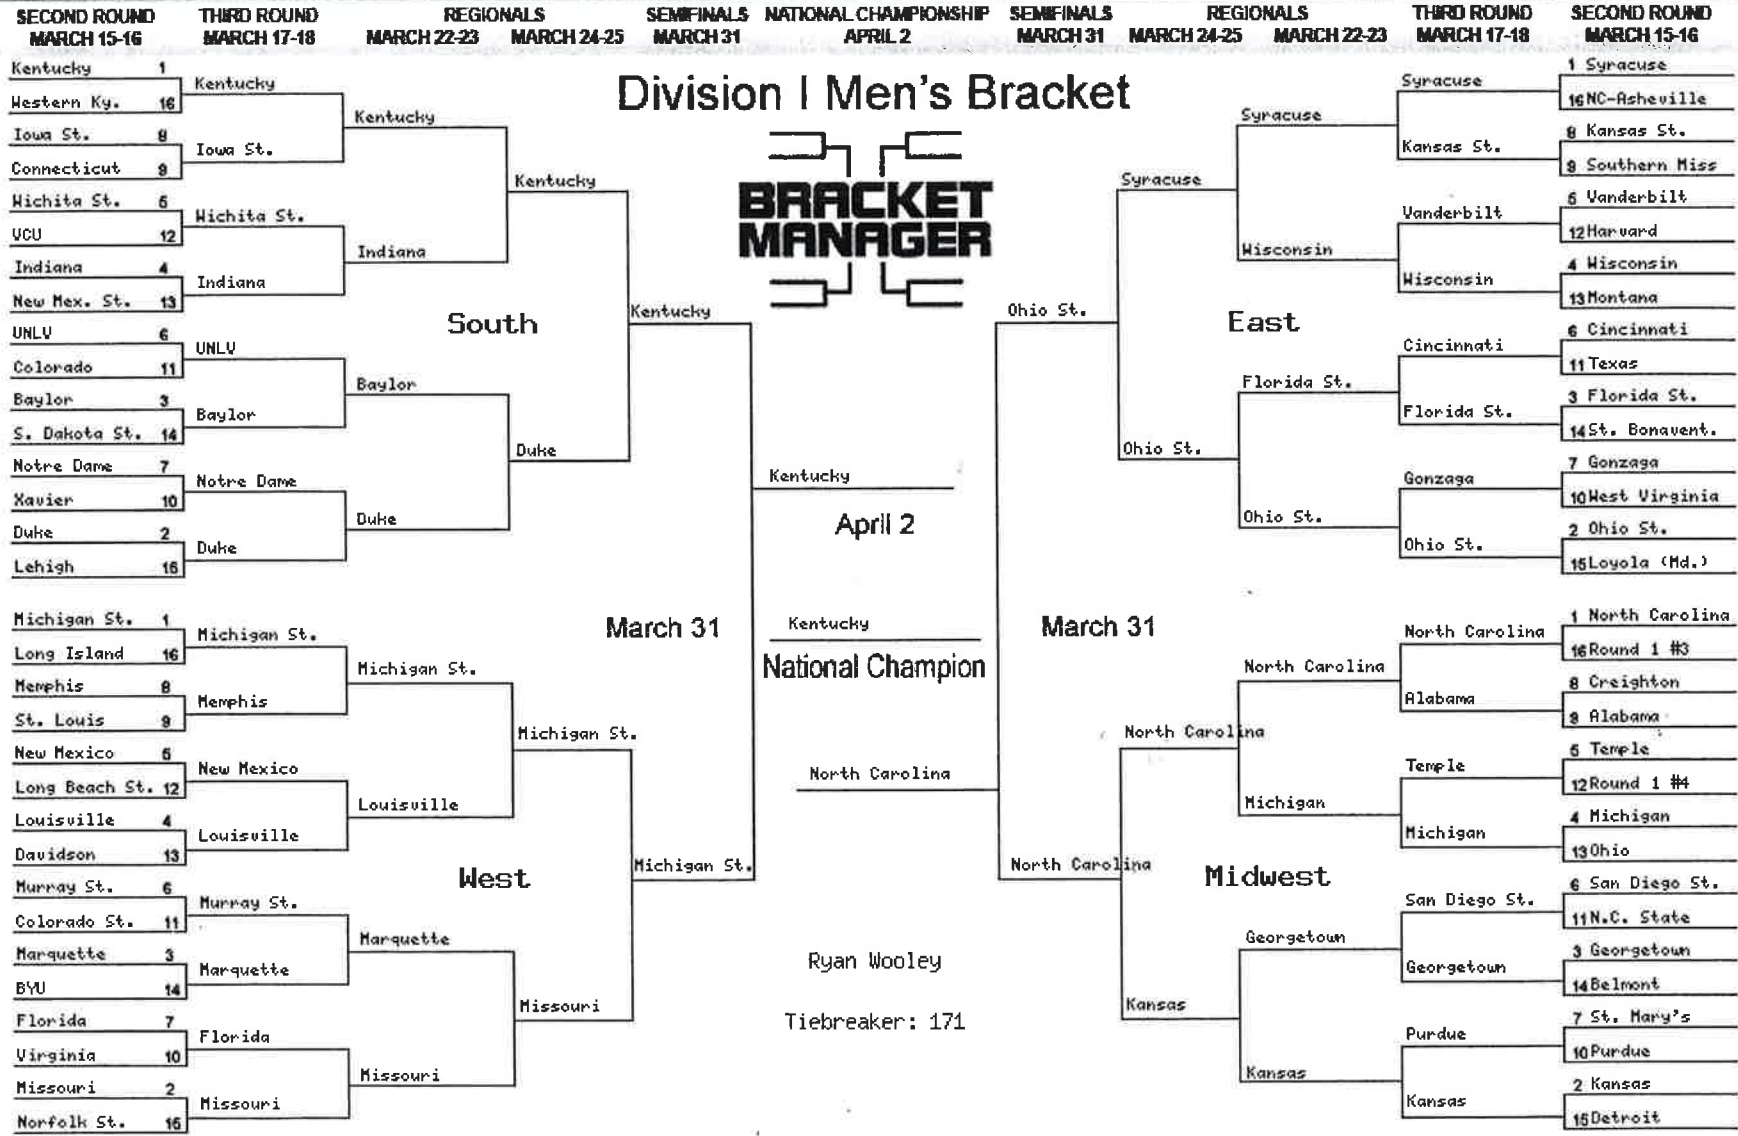 SECOND ROUND THIRD ROUND REGIONALS SEMIFINALS NATIONAL CHAMPIONSHIP SEMIFINALS REGIONALS THIRD ROUND SECOND ROUND
MARCH 15-16 MARCH 17-18 MARCH 22-23 MARCH 24-25 MARCH 31 APRIL 2 MARCH 31 MARCH 24-25 MARCH 22-23 MARCH 17-18 MARCH 15-16
Division I Men's Bracket
BRACKET
MANAGER
Kentucky 1
Western Ky. 16
Iowa St. 8
Connecticut 9
Wichita St. 5
VCU 12
Indiana 4
New Mex. St. 13
UNLV 6
Colorado 11
Baylor 3
S. Dakota St. 14
Notre Dame 7
Xavier 10
Duke 2
Lehigh 15
Kentucky
Iowa St.
Wichita St.
Indiana
UNLV
Baylor
Notre Dame
Duke
Kentucky
Indiana
Baylor
Duke
Kentucky
Duke
South
Kentucky
Michigan St. 1
Long Island 16
Memphis 8
St. Louis 9
New Mexico 5
Long Beach St. 12
Louisville 4
Davidson 13
Murray St. 6
Colorado St. 11
Marquette 3
BYU 14
Florida 7
Virginia 10
Missouri 2
Norfolk St. 15
Michigan St.
Memphis
New Mexico
Louisville
Murray St.
Marquette
Florida
Missouri
Michigan St.
Louisville
Marquette
Missouri
Michigan St.
Missouri
West
Michigan St.
March 31
Kentucky
April 2
Kentucky
National Champion
North Carolina
Ryan Wooley
Tiebreaker: 171
March 31
Ohio St.
East
Syracuse
Ohio St.
Syracuse
Wisconsin
Florida St.
Ohio St.
Syracuse
Kansas St.
Vanderbilt
Wisconsin
Cincinnati
Florida St.
Gonzaga
Ohio St.
1 Syracuse
16 NC-Asheville
8 Kansas St.
9 Southern Miss
5 Vanderbilt
12 Harvard
4 Wisconsin
13 Montana
6 Cincinnati
11 Texas
3 Florida St.
14 St. Bonavent.
7 Gonzaga
10 West Virginia
2 Ohio St.
15 Loyola (Md.)
North Carolina
Midwest
North Carolina
Kansas
North Carolina
Michigan
Georgetown
Kansas
North Carolina
Alabama
Temple
Michigan
San Diego St.
Georgetown
Purdue
Kansas
1 North Carolina
16 Round 1 #3
8 Creighton
9 Alabama
5 Temple
12 Round 1 #4
4 Michigan
13 Ohio
6 San Diego St.
11 N.C. State
3 Georgetown
14 Belmont
7 St. Mary's
10 Purdue
2 Kansas
15 Detroit